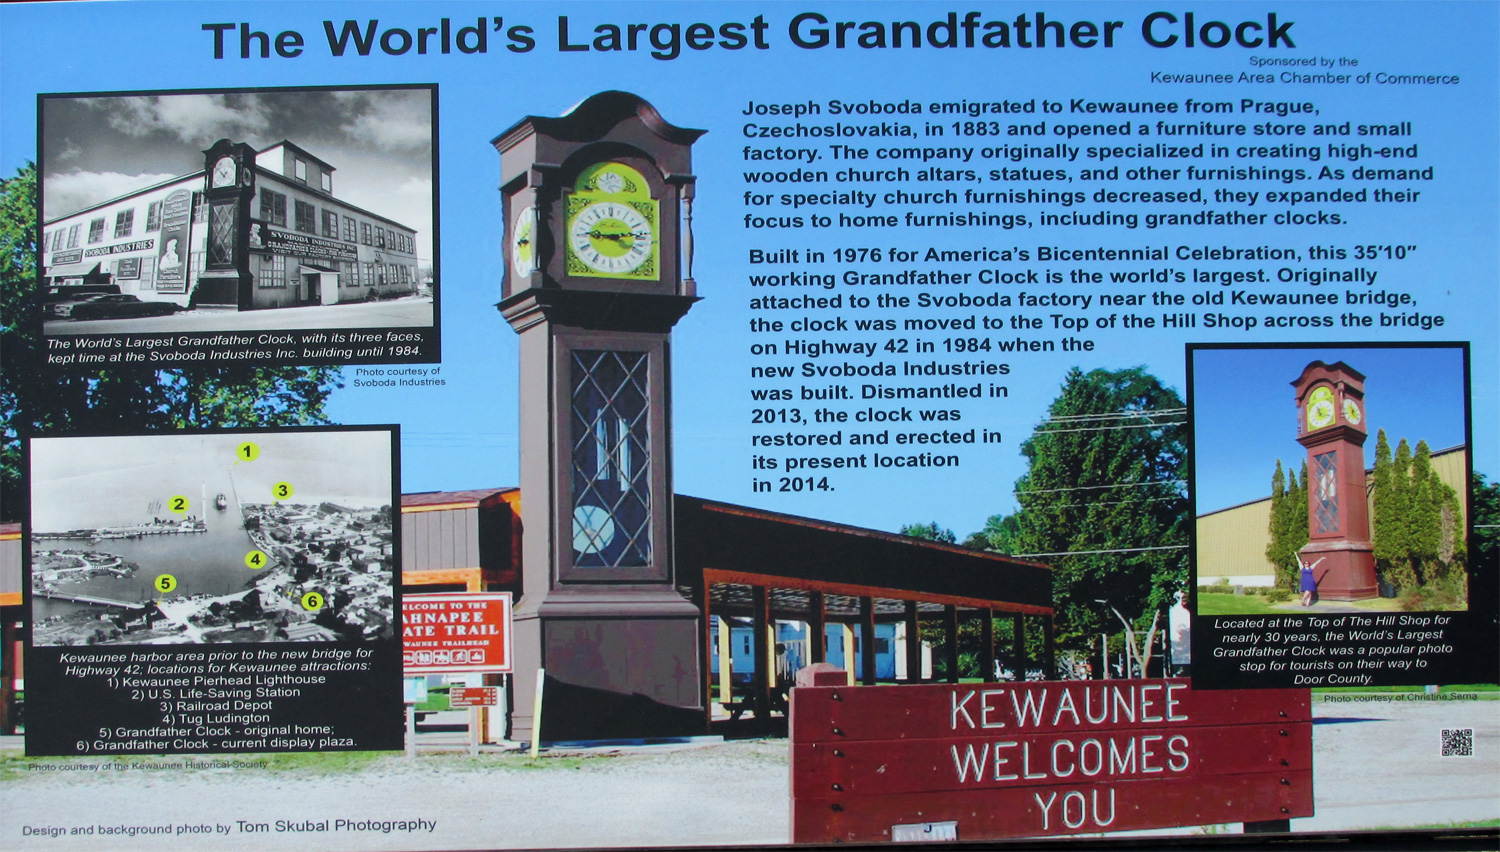 The World's Largest Grandfather Clock
Sponsored by the
Kewaunee Area Chamber of Commerce
Joseph Svoboda emigrated to Kewaunee from Prague,
Czechoslovakia, in 1883 and opened a furniture store and small
factory. The company originally specialized in creating high-end
wooden church altars, statues, and other furnishings. As demand
for specialty church furnishings decreased, they expanded their
focus to home furnishings, including grandfather clocks.
Built in 1976 for America's Bicentennial Celebration, this 35'10"
working Grandfather Clock is the world's largest. Originally
attached to the Svoboda factory near the old Kewaunee bridge,
the clock was moved to the Top of the Hill Shop across the bridge
on Highway 42 in 1984 when the
new Svoboda Industries
was built. Dismantled in
2013, the clock was
restored and erected in
its present location
in 2014.
SVOBODA INDUSTRIES
SVOBODA INDUSTRIES INC.
GRANDFATHER CLOCKS
VISIT OUR FACTORY
The World's Largest Grandfather Clock, with its three faces,
kept time at the Svoboda Industries Inc. building until 1984.
Photo courtesy of
Svoboda Industries
1
2
3
4
5
6
Kewaunee harbor area prior to the new bridge for
Highway 42; locations for Kewaunee attractions:
1) Kewaunee Pierhead Lighthouse
2) U.S. Life-Saving Station
3) Railroad Depot
4) Tug Ludington
5) Grandfather Clock - original home;
6) Grandfather Clock - current display plaza.
Photo courtesy of the Kewaunee Historical Society
ELCOME TO THE
AHNAPEE
ATE TRAIL
WAUNEE TRAILHEAD
Located at the Top of The Hill Shop for
nearly 30 years, the World's Largest
Grandfather Clock was a popular photo
stop for tourists on their way to
Door County.
Photo courtesy of Christine Serna
KEWAUNEE
WELCOMES
YOU
Design and background photo by Tom Skubal Photography